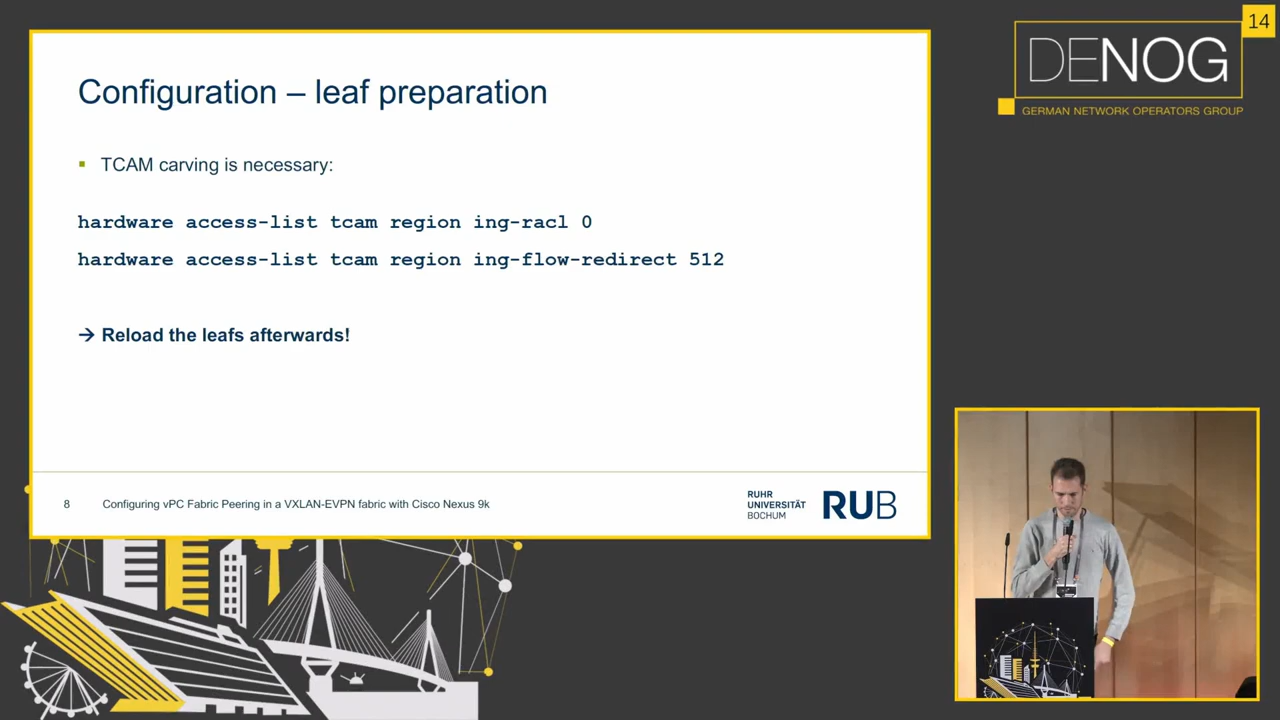 14
DENOG
GERMAN NETWORK OPERATORS GROUP
Configuration – leaf preparation
▪ TCAM carving is necessary:
hardware access-list tcam region ing-racl 0
hardware access-list tcam region ing-flow-redirect 512
→ Reload the leafs afterwards!
8 Configuring vPC Fabric Peering in a VXLAN-EVPN fabric with Cisco Nexus 9k
RUHR
UNIVERSITÄT
BOCHUM
RUB